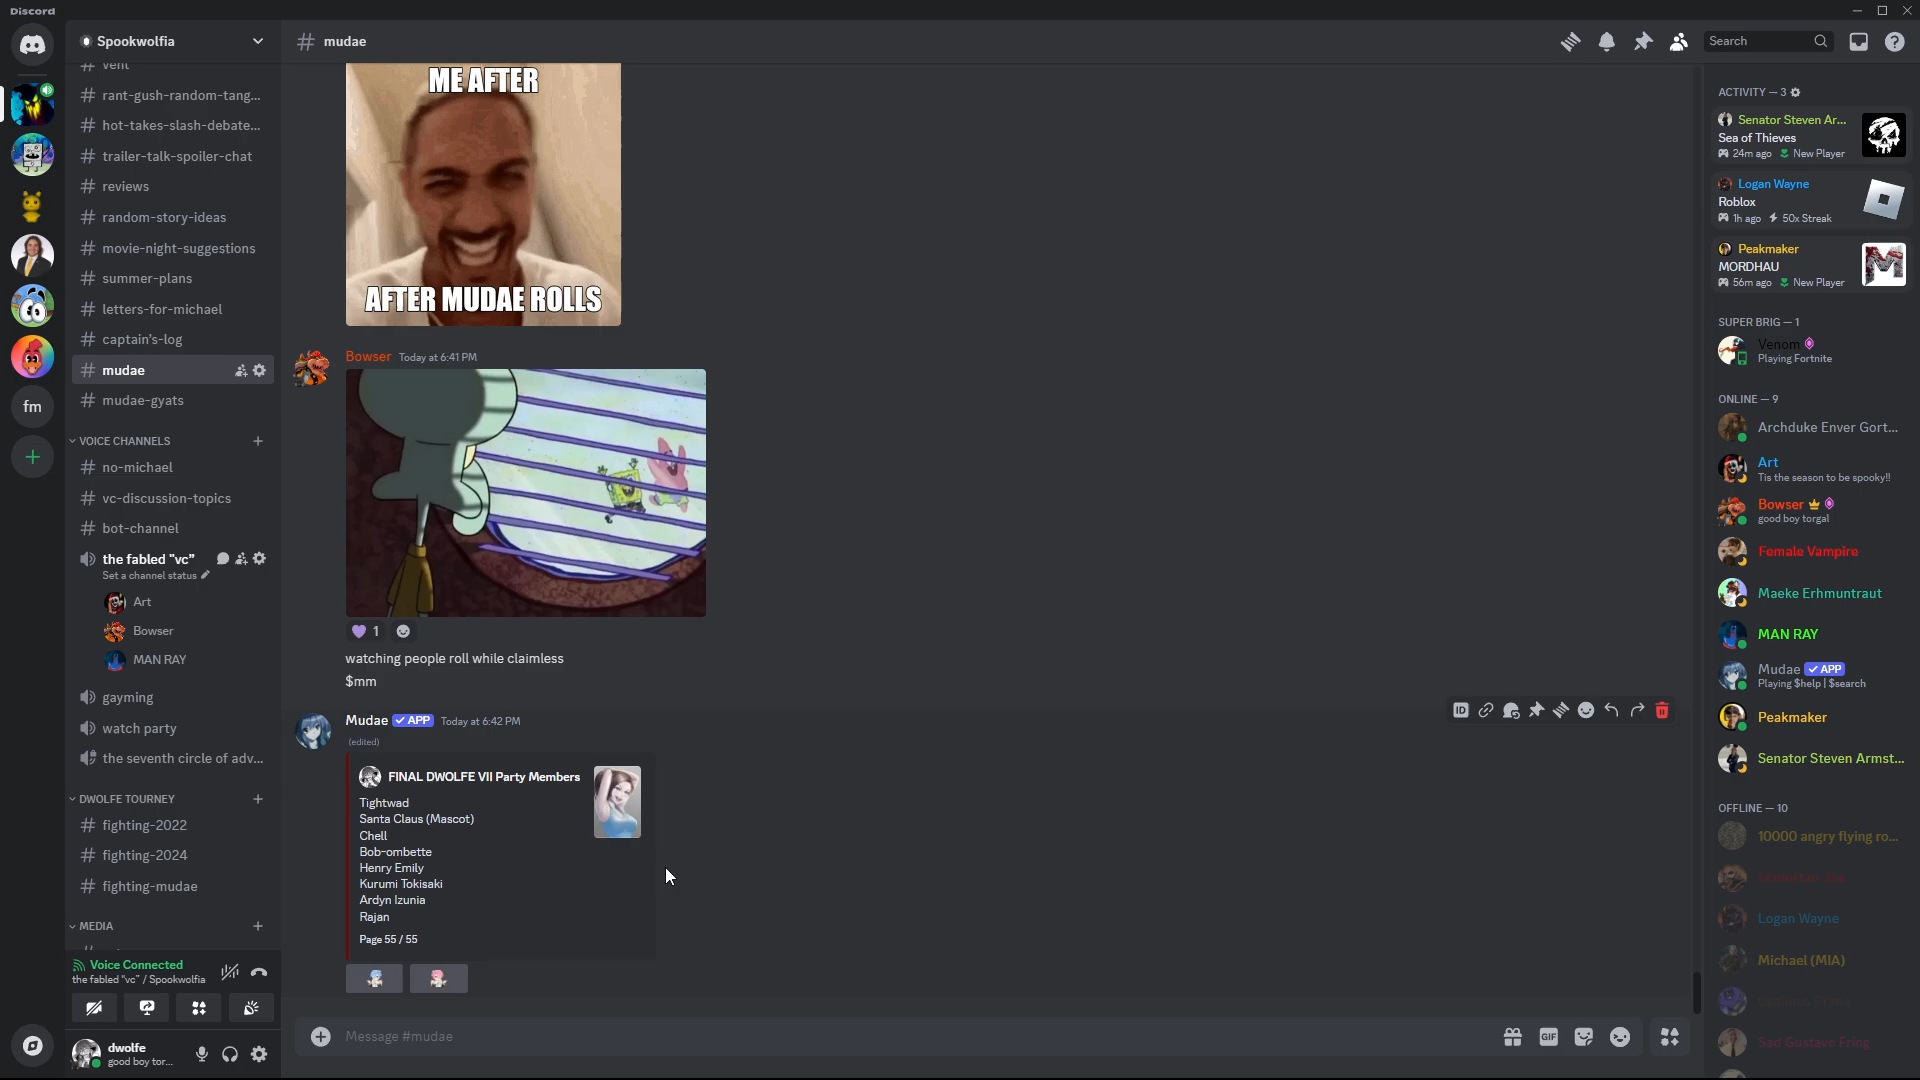 Discord
Spookwolfia
vent
rant-gush-random-tang...
hot-takes-slash-debate...
trailer-talk-spoiler-chat
reviews
random-story-ideas
movie-night-suggestions
summer-plans
letters-for-michael
captain's-log
mudae
mudae-gyats
VOICE CHANNELS
no-michael
vc-discussion-topics
bot-channel
the fabled "vc"
Set a channel status
Art
Bowser
MAN RAY
gayming
watch party
the seventh circle of adv...
DWOLFE TOURNEY
fighting-2022
fighting-2024
fighting-mudae
MEDIA
Voice Connected
the fabled "vc" / Spookwolfia
dwolfe
good boy tor...
fm
# mudae
ME AFTER
AFTER MUDAE ROLLS
Bowser Today at 6:41 PM
1
watching people roll while claimless
$mm
Mudae APP Today at 6:42 PM
(edited)
FINAL DWOLFE VII Party Members
Tightwad
Santa Claus (Mascot)
Chell
Bob-ombette
Henry Emily
Kurumi Tokisaki
Ardyn Izunia
Rajan
Page 55 / 55
Message #mudae
GIF
ID
Search
ACTIVITY — 3
Senator Steven Ar...
Sea of Thieves
24m ago New Player
Logan Wayne
Roblox
1h ago 50x Streak
Peakmaker
MORDHAU
56m ago New Player
SUPER BRIG — 1
Venom
Playing Fortnite
ONLINE — 9
Archduke Enver Gort...
Art
Tis the season to be spooky!!
Bowser
good boy torgal
Female Vampire
Maeke Erhmuntraut
MAN RAY
Mudae APP
Playing $help | $search
Peakmaker
Senator Steven Armst...
OFFLINE — 10
10000 angry flying ro...
Logan Wayne
Michael (MIA)
Sad Gustavo Fring